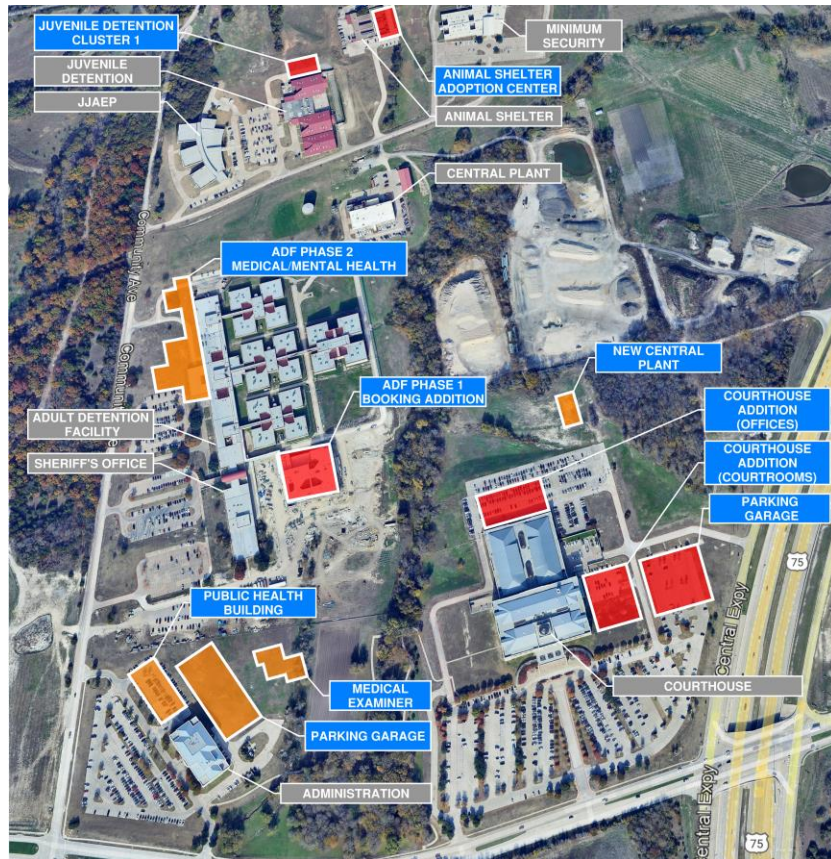 JUVENILE DETENTION
CLUSTER 1
MINIMUM
SECURITY
JUVENILE
DETENTION
ANIMAL SHELTER
ADOPTION CENTER
JJAEP
ANIMAL SHELTER
CENTRAL PLANT
Community Ave
ADF PHASE 2
MEDICAL/MENTAL HEALTH
NEW CENTRAL
PLANT
ADF PHASE 1
BOOKING ADDITION
COURTHOUSE
ADDITION
(OFFICES)
ADULT DETENTION
FACILITY
COURTHOUSE
ADDITION
(COURTROOMS)
SHERIFF'S OFFICE
PARKING
GARAGE
75
PUBLIC HEALTH
BUILDING
Central Expy
MEDICAL
EXAMINER
COURTHOUSE
PARKING GARAGE
ADMINISTRATION
Central Expy
75